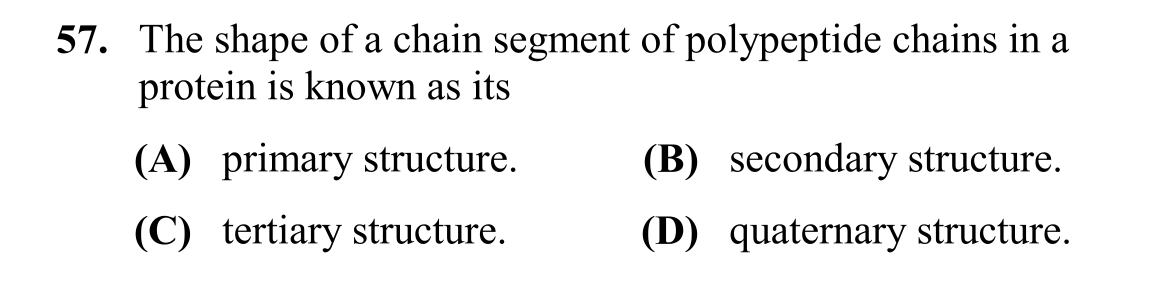 57. The shape of a chain segment of polypeptide chains in a
protein is known as its
(A) primary structure. (B) secondary structure.
(C) tertiary structure. (D) quaternary structure.